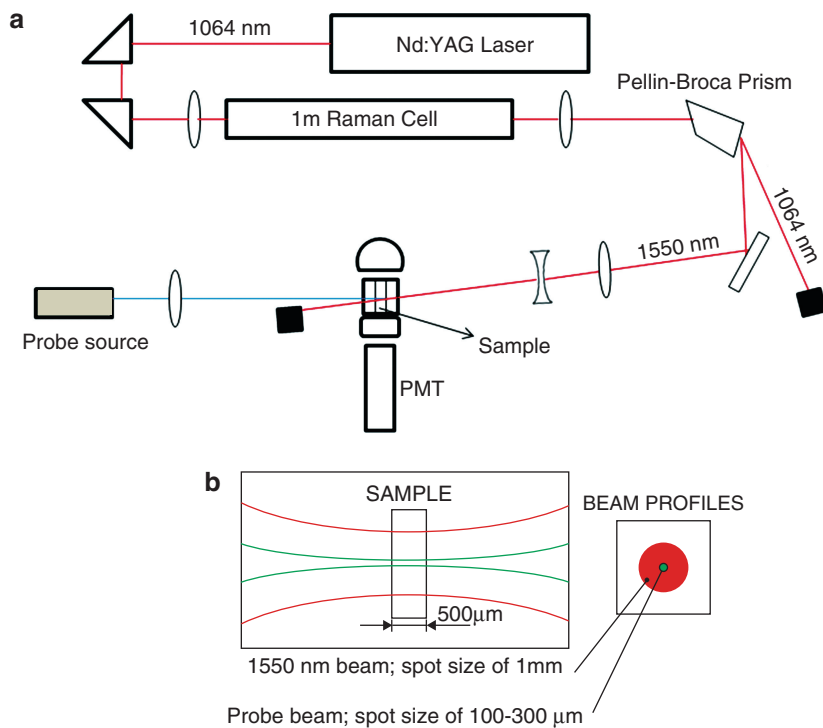 a
1064 nm
Nd:YAG Laser
Pellin-Broca Prism
1m Raman Cell
1064 nm
1550 nm
Probe source
Sample
PMT
b
SAMPLE
BEAM PROFILES
500μm
1550 nm beam; spot size of 1mm
Probe beam; spot size of 100-300 μm